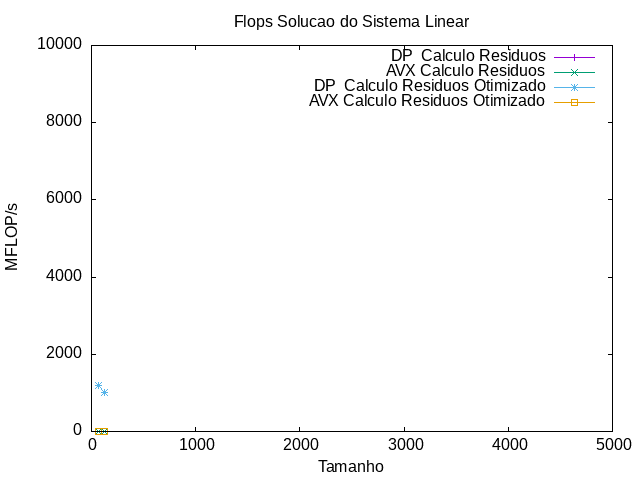 Flops Solucao do Sistema Linear
10000
8000
6000
4000
2000
0
MFLOP/s
DP  Calculo Residuos
AVX Calculo Residuos
DP  Calculo Residuos Otimizado
AVX Calculo Residuos Otimizado
0 1000 2000 3000 4000 5000
Tamanho